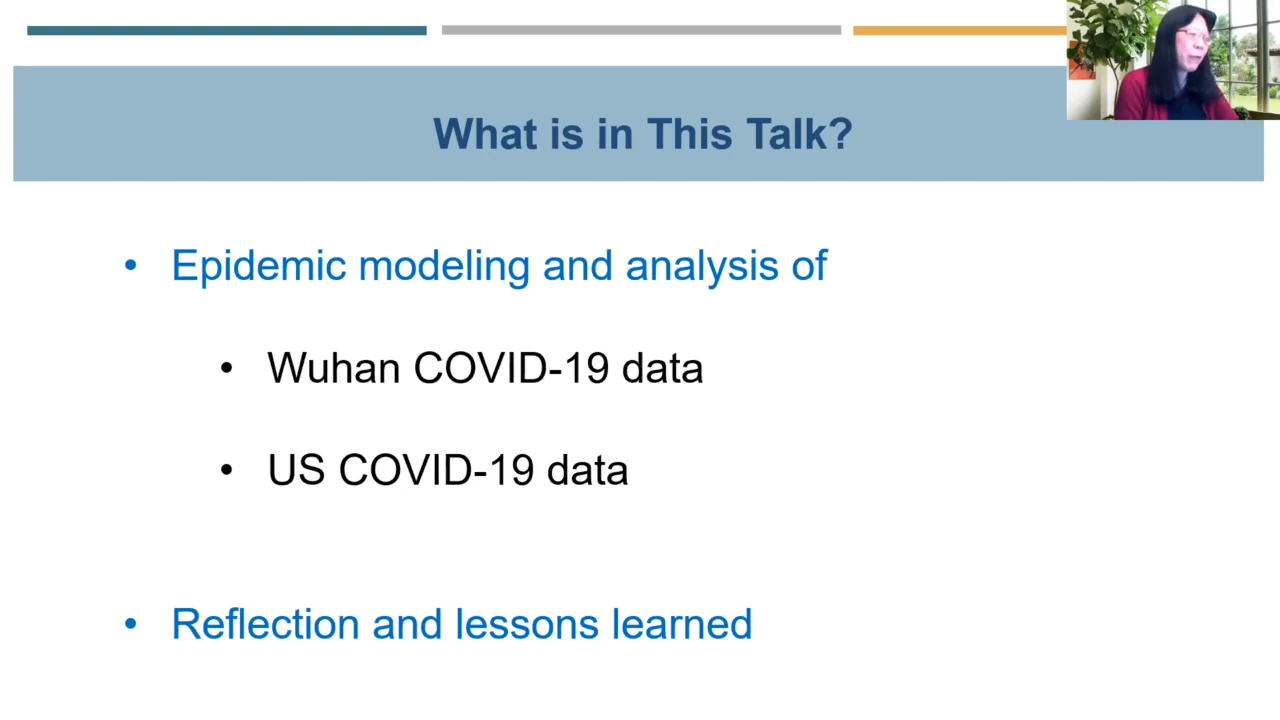 What is in This Talk?
• Epidemic modeling and analysis of
• Wuhan COVID-19 data
• US COVID-19 data
• Reflection and lessons learned